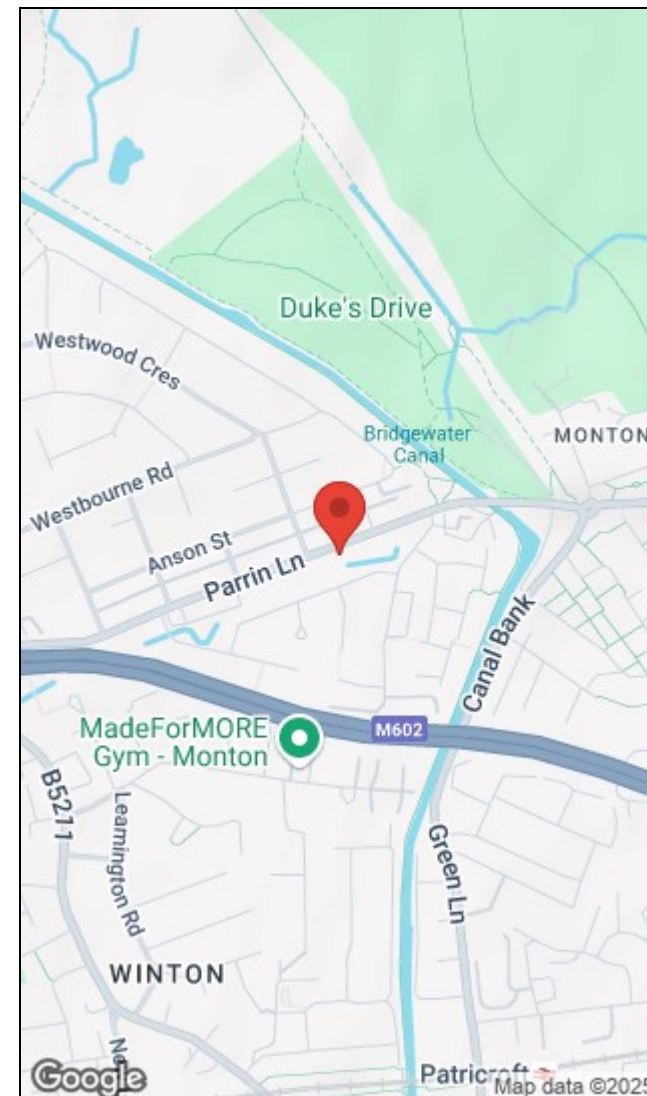 Duke's Drive
Westwood Cres
Bridgewater
Canal
MONTON
Westbourne Rd
Anson St
Parrin Ln
Canal Bank
MadeForMORE
Gym - Monton
M602
B5211
Leamington Rd
Green Ln
WINTON
Patricroft
Google
Map data ©2025